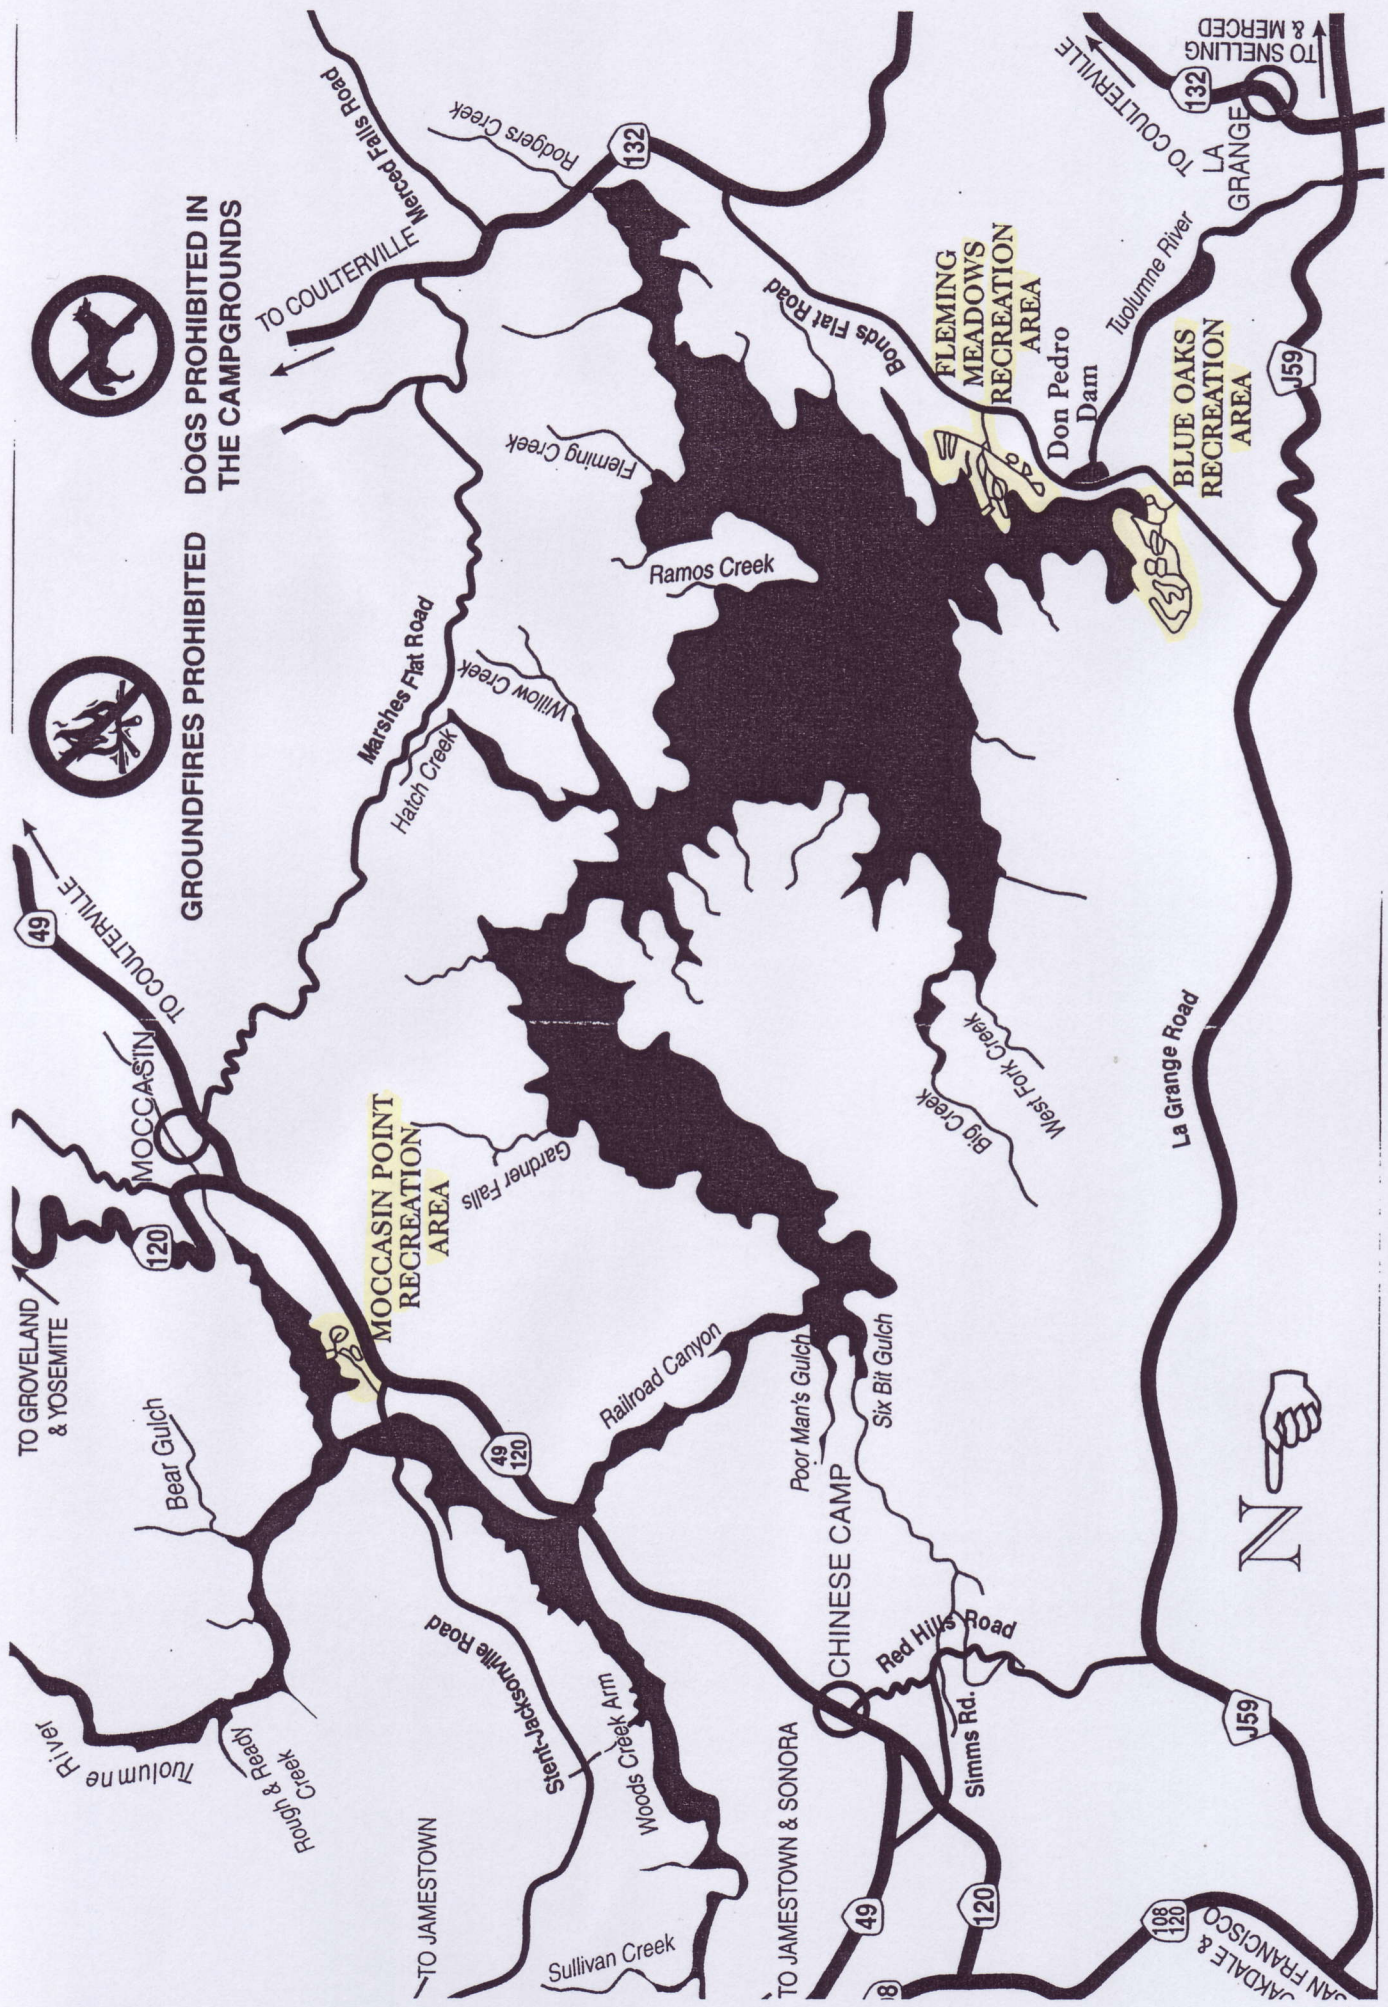 GROUNDFIRES PROHIBITED
DOGS PROHIBITED IN
THE CAMPGROUNDS
TO GROVELAND
& YOSEMITE
120
MOCCASIN
49
TO COULTERVILLE
TO COULTERVILLE
Merced Falls Road
Rodgers Creek
132
Tuolumne River
Rough & Ready
Creek
Bear Gulch
MOCCASIN POINT
RECREATION
AREA
Marshes Flat Road
Hatch Creek
Willow Creek
Fleming Creek
Ramos Creek
Gardner Falls
Railroad Canyon
49
120
Stent-Jacksonville Road
TO JAMESTOWN
Woods Creek Arm
Sullivan Creek
TO JAMESTOWN & SONORA
CHINESE CAMP
Poor Man's Gulch
Six Bit Gulch
Red Hills Road
Simms Rd.
Big Creek
West Fork Creek
Bonds Flat Road
FLEMING
MEADOWS
RECREATION
AREA
Don Pedro
Dam
Tuolumne River
BLUE OAKS
RECREATION
AREA
TO COULTERVILLE
132
LA
GRANGE
TO SNELLING
& MERCED
J59
La Grange Road
J59
49
120
108
120
OAKDALE &
SAN FRANCISCO
N